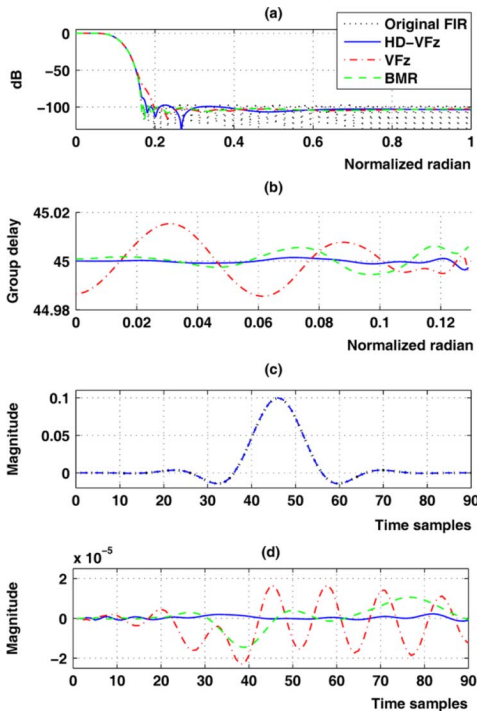 (a)
0
−50
−100
dB
Original FIR
HD−VFz
VFz
BMR
0 0.2 0.4 0.6 0.8 1
Normalized radian
(b)
45.02
45
44.98
Group delay
0 0.02 0.04 0.06 0.08 0.1 0.12
Normalized radian
(c)
0.1
0.05
0
Magnitude
0 10 20 30 40 50 60 70 80 90
Time samples
(d)
x 10⁻⁵
2
0
−2
Magnitude
0 10 20 30 40 50 60 70 80 90
Time samples